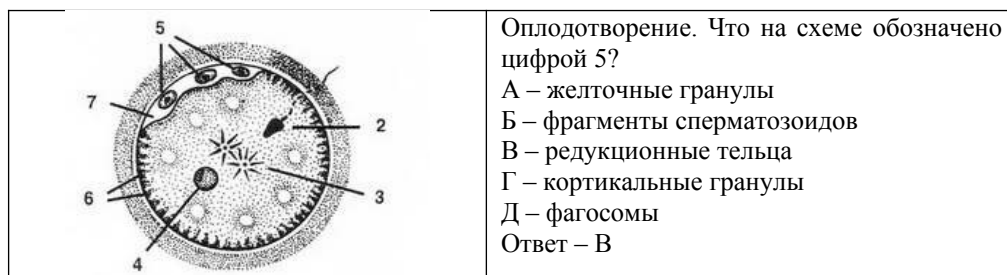 5
7
2
6
3
4
Оплодотворение. Что на схеме обозначено
цифрой 5?
А – желточные гранулы
Б – фрагменты сперматозоидов
В – редукционные тельца
Г – кортикальные гранулы
Д – фагосомы
Ответ – В